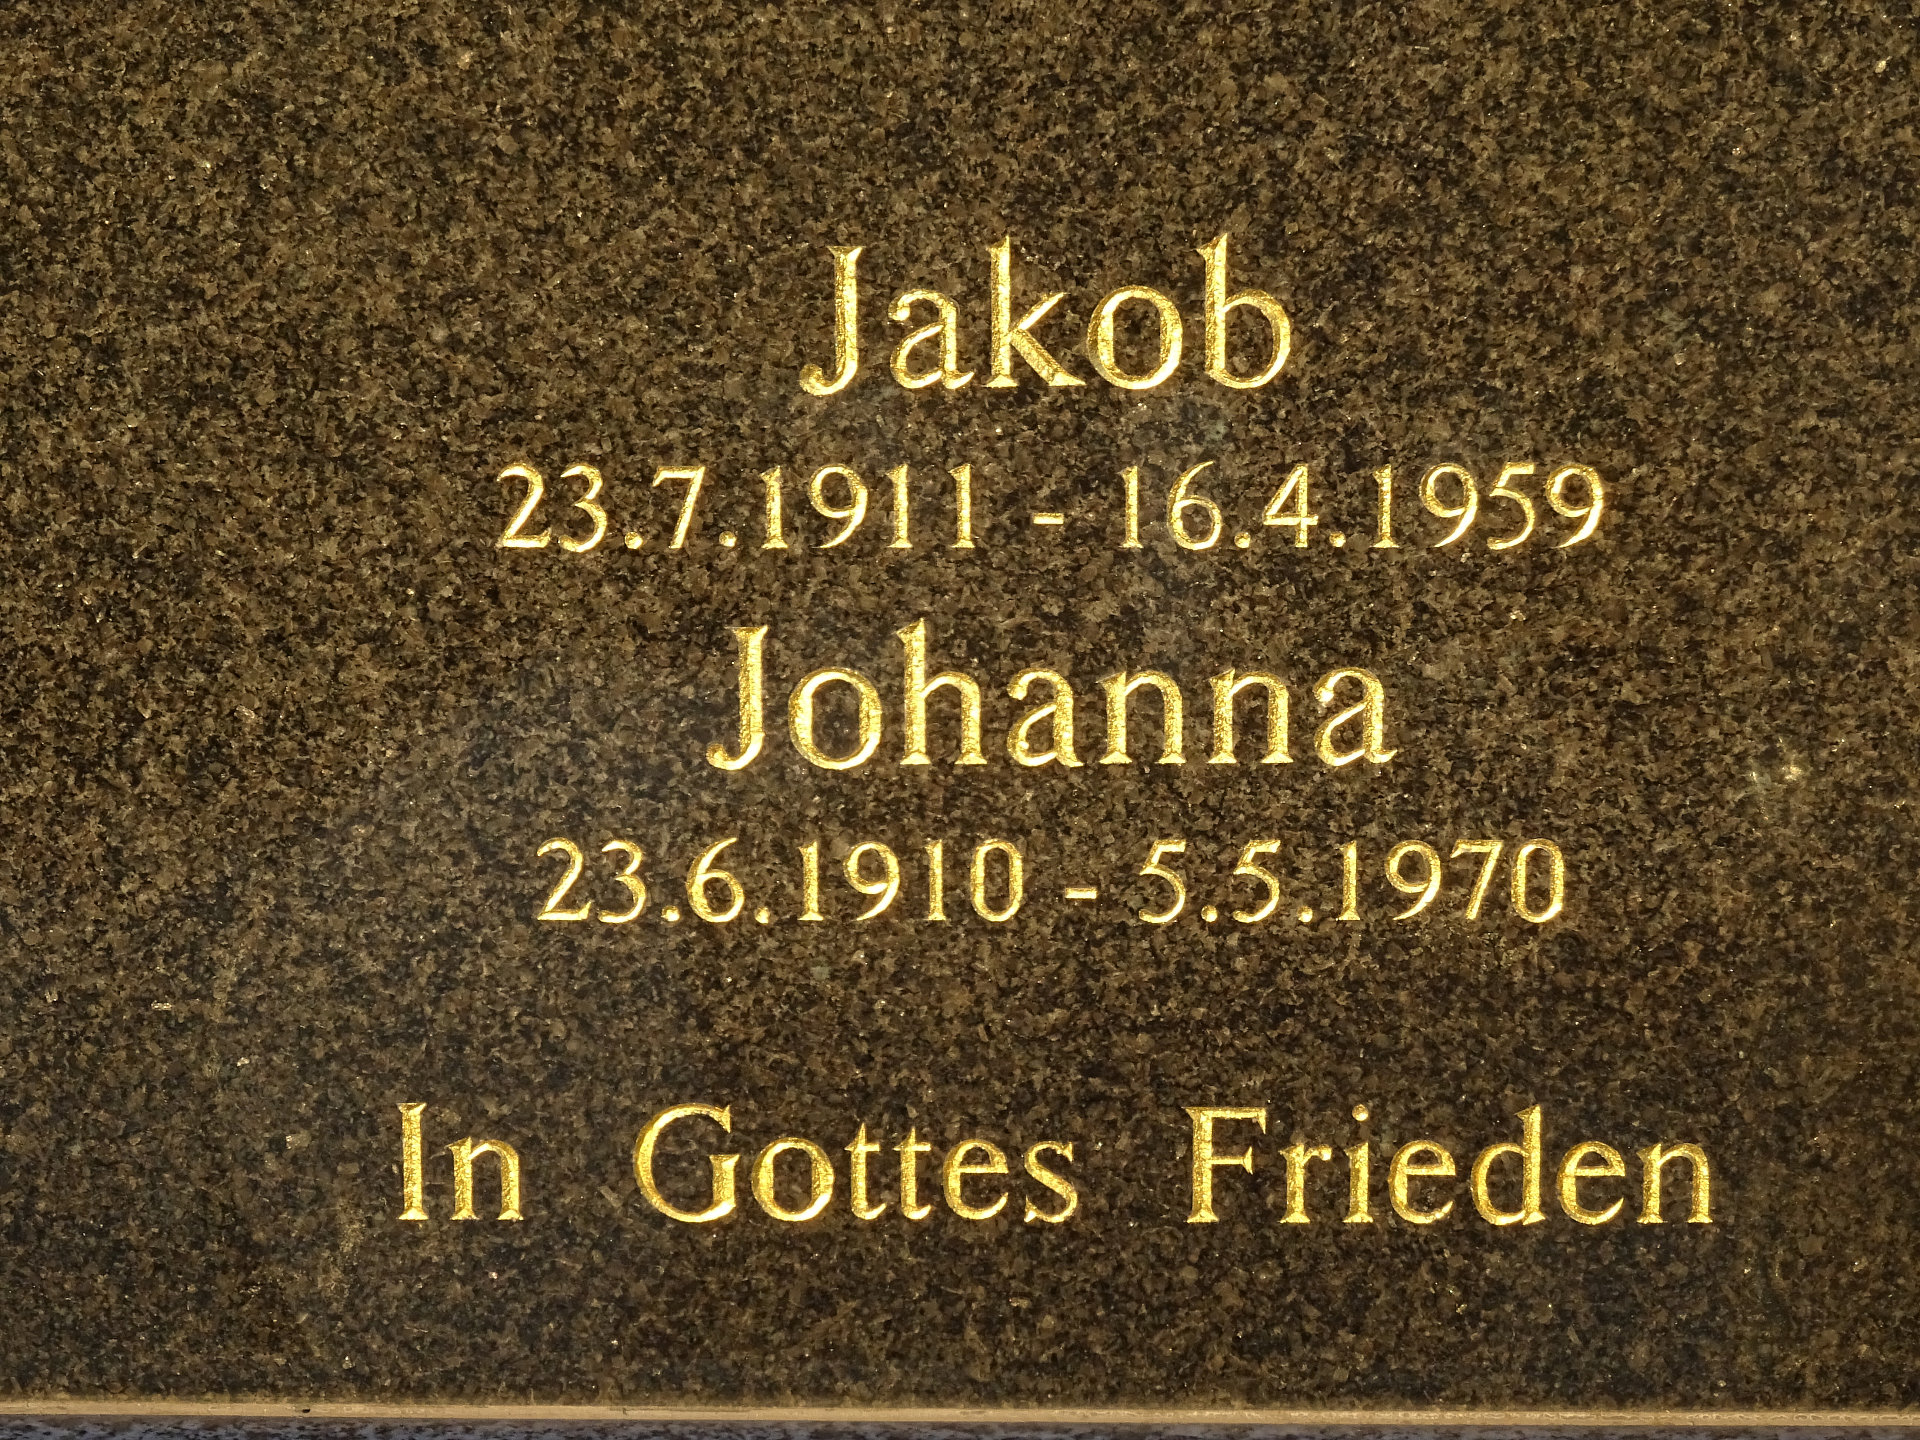 Jakob
23.7.1911 - 16.4.1959
Johanna
23.6.1910 - 5.5.1970
In Gottes Frieden